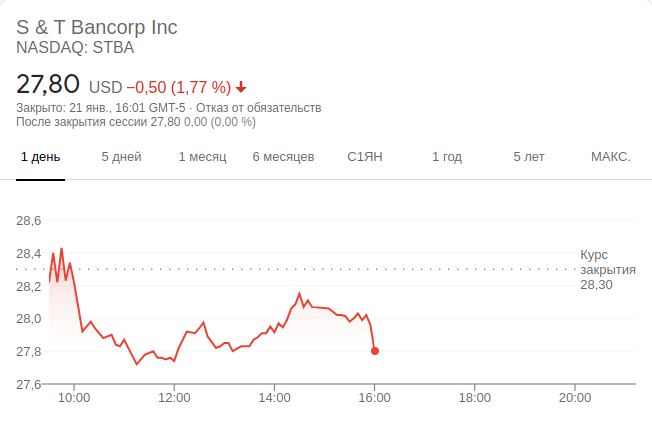 S & T Bancorp Inc
NASDAQ: STBA
27,80 USD −0,50 (1,77 %)
Закрыто: 21 янв., 16:01 GMT-5 · Отказ от обязательств
После закрытия сессии 27,80 0,00 (0,00 %)
1 день 5 дней 1 месяц 6 месяцев С1ЯН 1 год 5 лет МАКС.
28,6
28,4
28,2
28,0
27,8
27,6
Курс
закрытия
28,30
10:00 12:00 14:00 16:00 18:00 20:00